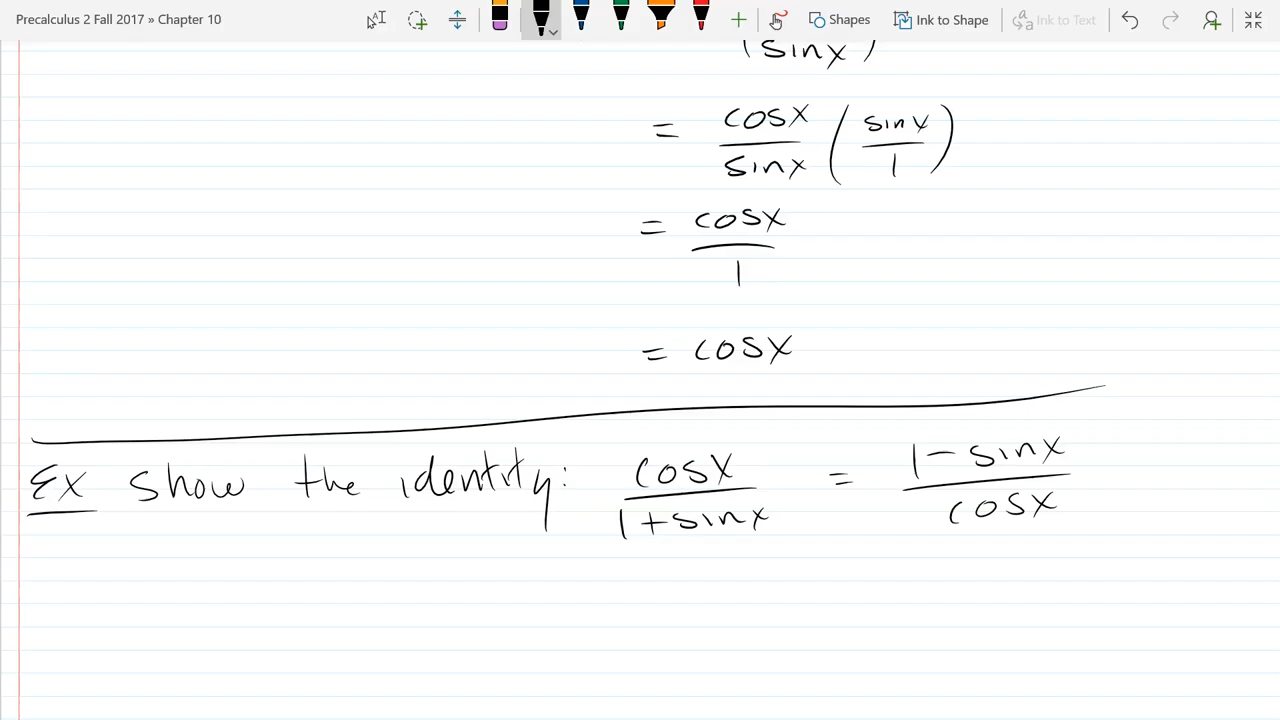 Precalculus 2 Fall 2017 » Chapter 10
Shapes
Ink to Shape
Ink to Text
(sinx)
= cosx/sinx (sinx/1)
= cosx/1
= cosx
Ex show the identity: cosx/1+sinx = 1-sinx/cosx